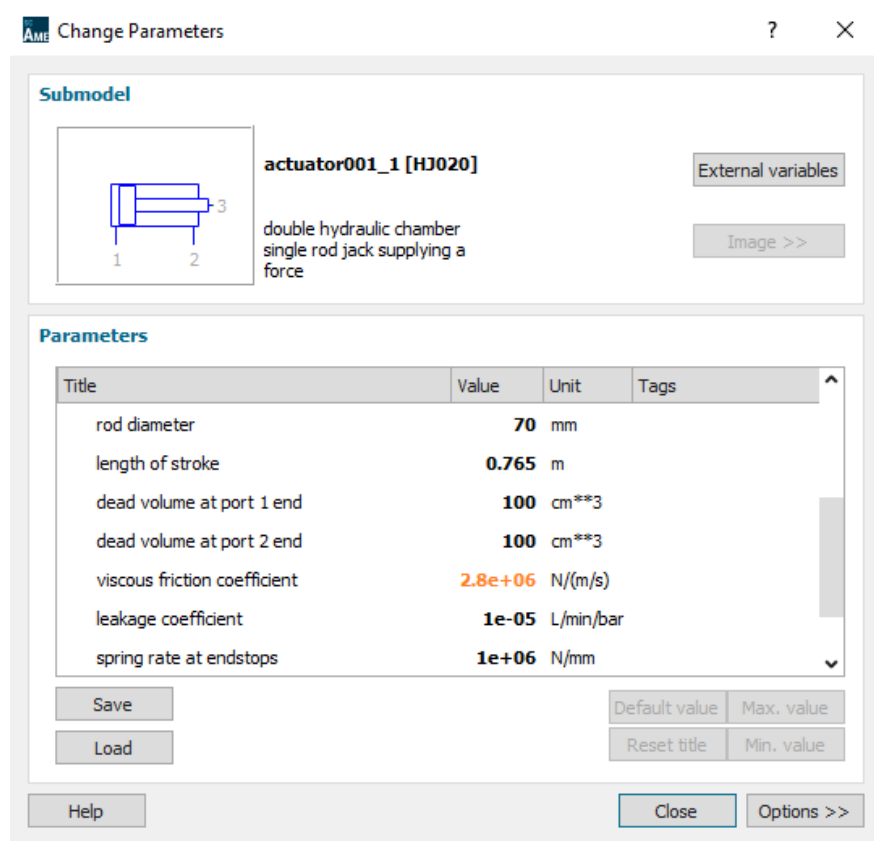 SC
AME Change Parameters ? ×
Submodel
actuator001_1 [HJ020]
External variables
3
double hydraulic chamber
single rod jack supplying a
force
Image >>
1 2
Parameters
Title Value Unit Tags
rod diameter 70 mm
length of stroke 0.765 m
dead volume at port 1 end 100 cm**3
dead volume at port 2 end 100 cm**3
viscous friction coefficient 2.8e+06 N/(m/s)
leakage coefficient 1e-05 L/min/bar
spring rate at endstops 1e+06 N/mm
Save Default value Max. value
Load Reset title Min. value
Help Close Options >>